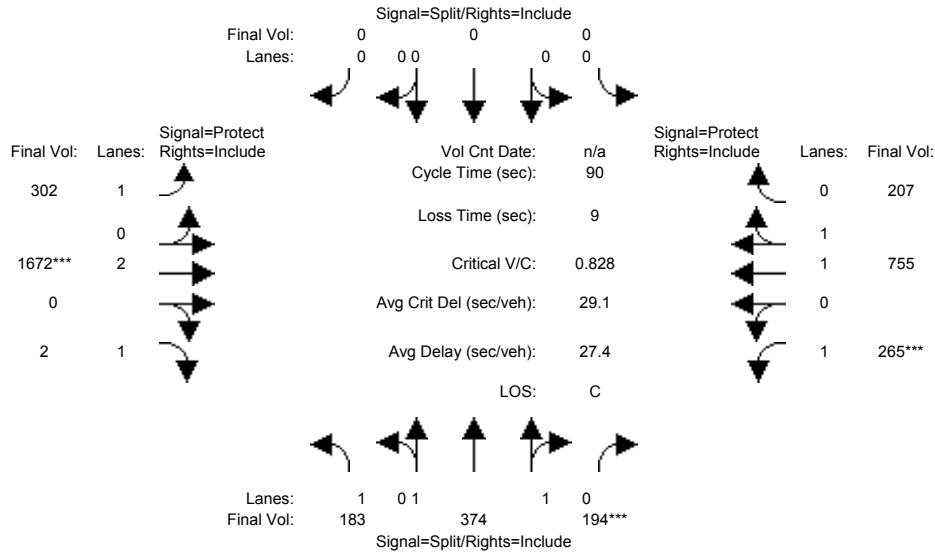 Signal=Split/Rights=Include
Final Vol: 0 0 0
Lanes: 0 0 0 0 0
Signal=Protect Signal=Protect
Final Vol: Lanes: Rights=Include Vol Cnt Date: n/a Rights=Include Lanes: Final Vol:
Cycle Time (sec): 90
302 1 0 207
Loss Time (sec): 9
0 1
1672*** 2 Critical V/C: 0.828 1 755
0 0 Avg Crit Del (sec/veh): 29.1 0
2 1 Avg Delay (sec/veh): 27.4 1 265***
LOS: C
Lanes: 1 0 1 1 0
Final Vol: 183 374 194***
Signal=Split/Rights=Include